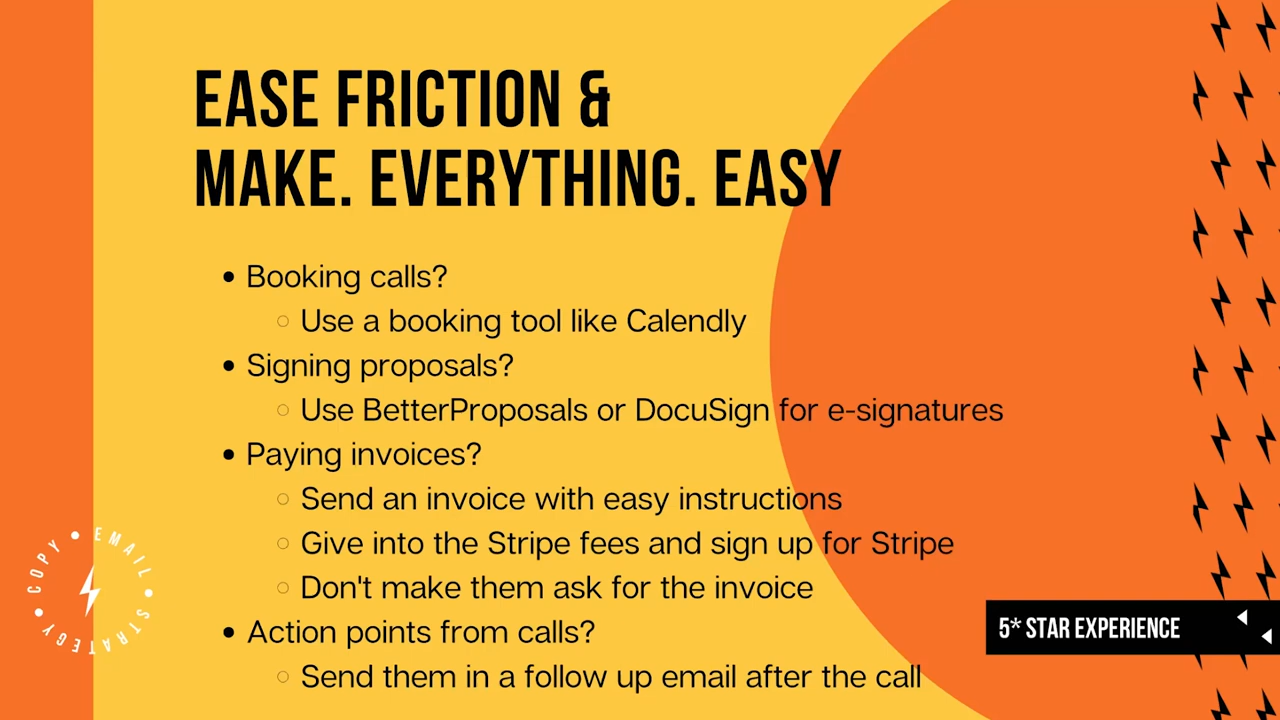 EASE FRICTION &
MAKE. EVERYTHING. EASY
• Booking calls?
○ Use a booking tool like Calendly
• Signing proposals?
○ Use BetterProposals or DocuSign for e-signatures
• Paying invoices?
○ Send an invoice with easy instructions
○ Give into the Stripe fees and sign up for Stripe
○ Don't make them ask for the invoice
• Action points from calls?
○ Send them in a follow up email after the call
COPY • EMAIL • STRATEGY •
5* STAR EXPERIENCE